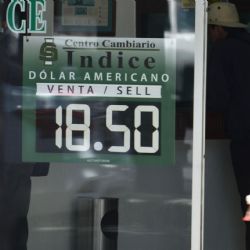 CE
Centro Cambiario
Indice
DÓLAR AMERICANO
VENTA / SELL
18.50